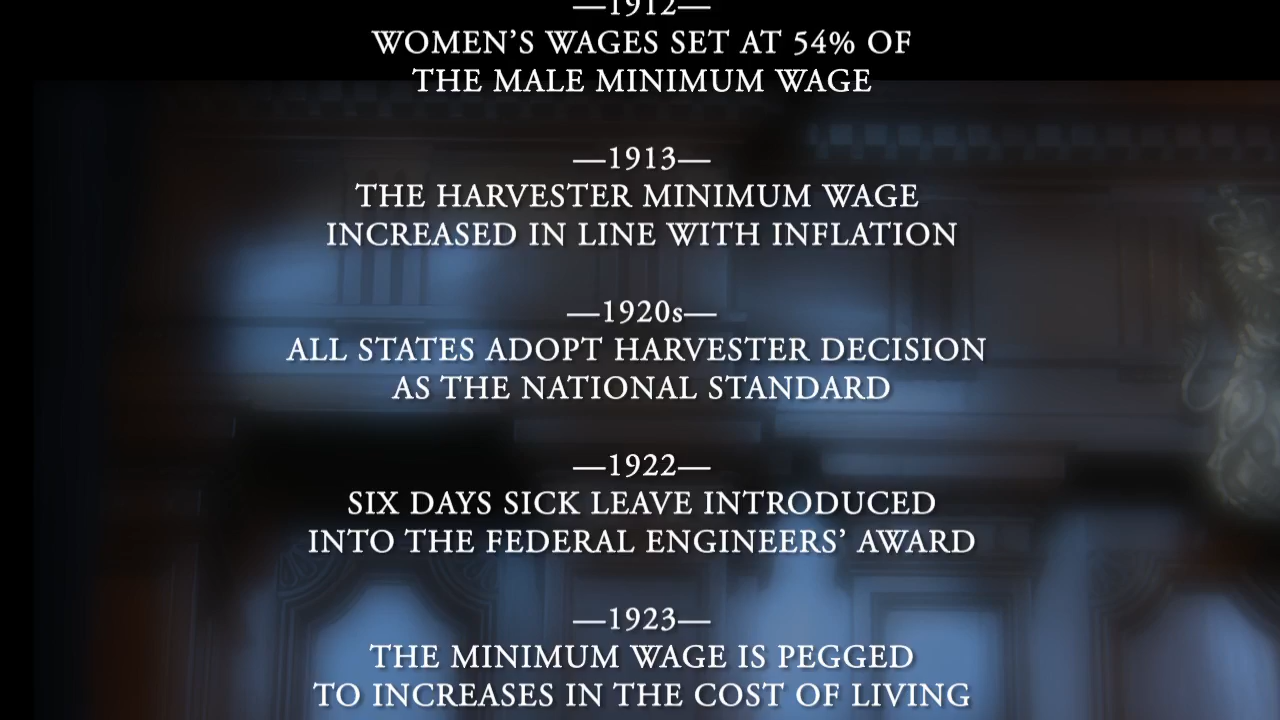 —1912—
WOMEN’S WAGES SET AT 54% OF
THE MALE MINIMUM WAGE
—1913—
THE HARVESTER MINIMUM WAGE
INCREASED IN LINE WITH INFLATION
—1920s—
ALL STATES ADOPT HARVESTER DECISION
AS THE NATIONAL STANDARD
—1922—
SIX DAYS SICK LEAVE INTRODUCED
INTO THE FEDERAL ENGINEERS’ AWARD
—1923—
THE MINIMUM WAGE IS PEGGED
TO INCREASES IN THE COST OF LIVING